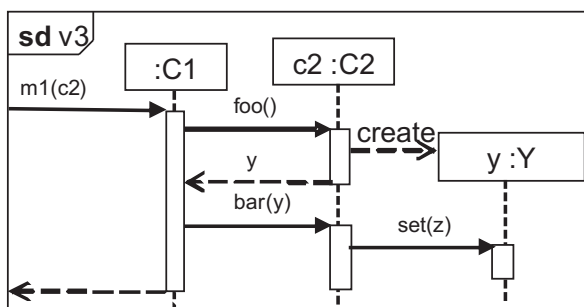 sd v3
:C1
c2 :C2
m1(c2)
foo()
create
y
y :Y
bar(y)
set(z)